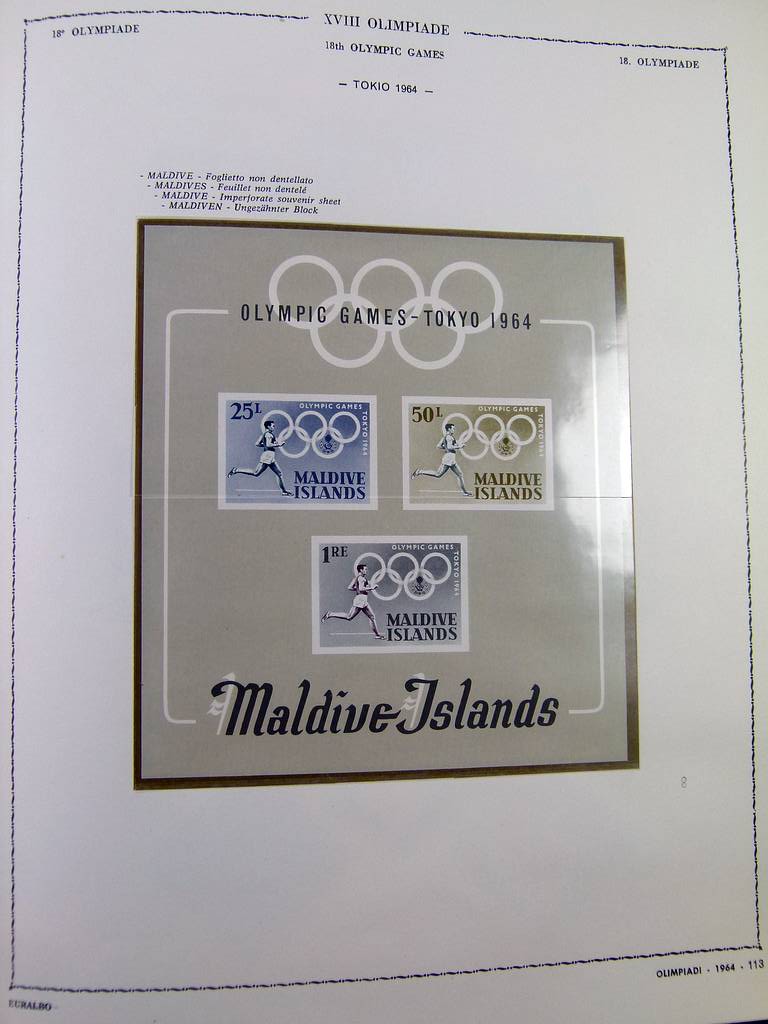 XVIII OLIMPIADE
18e OLYMPIADE
18th OLYMPIC GAMES
18. OLYMPIADE
— TOKIO 1964 —
- MALDIVE - Foglietto non dentellato
- MALDIVES - Feuillet non dentelé
- MALDIVE - Imperforate souvenir sheet
- MALDIVEN - Ungezähnter Block
OLYMPIC GAMES-TOKYO 1964
25L
OLYMPIC GAMES
TOKYO 1964
MALDIVE
ISLANDS
50L
OLYMPIC GAMES
TOKYO 1964
MALDIVE
ISLANDS
1RE
OLYMPIC GAMES
TOKYO 1964
MALDIVE
ISLANDS
Maldive Islands
8
OLIMPIADI - 1964 - 113
EURALBO